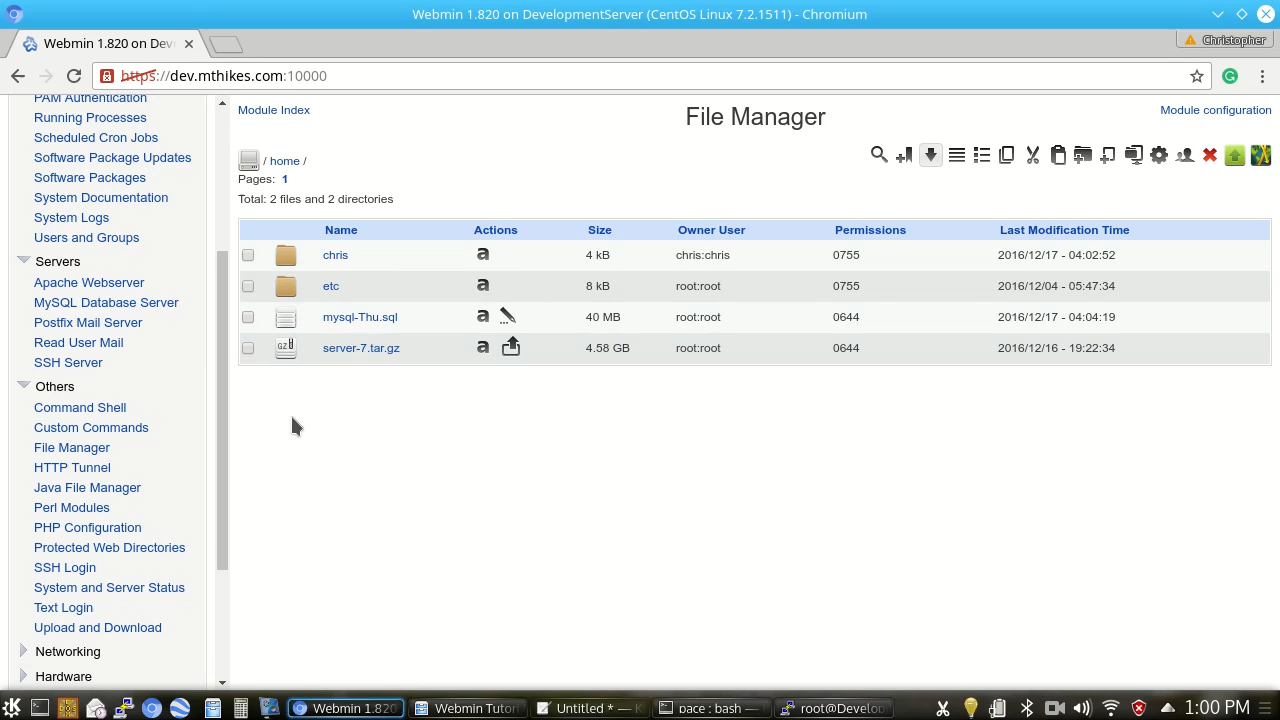 Webmin 1.820 on DevelopmentServer (CentOS Linux 7.2.1511) - Chromium
Webmin 1.820 on Dev
Christopher
https://dev.mthikes.com:10000
PAM Authentication
Running Processes
Scheduled Cron Jobs
Software Package Updates
Software Packages
System Documentation
System Logs
Users and Groups
Servers
Apache Webserver
MySQL Database Server
Postfix Mail Server
Read User Mail
SSH Server
Others
Command Shell
Custom Commands
File Manager
HTTP Tunnel
Java File Manager
Perl Modules
PHP Configuration
Protected Web Directories
SSH Login
System and Server Status
Text Login
Upload and Download
Networking
Hardware
Module Index
File Manager
Module configuration
/ home /
Pages: 1
Total: 2 files and 2 directories
Name Actions Size Owner User Permissions Last Modification Time
chris a 4 kB chris:chris 0755 2016/12/17 - 04:02:52
etc a 8 kB root:root 0755 2016/12/04 - 05:47:34
mysql-Thu.sql a 40 MB root:root 0644 2016/12/17 - 04:04:19
GZ server-7.tar.gz a 4.58 GB root:root 0644 2016/12/16 - 19:22:34
Webmin 1.820
Webmin Tutori
Untitled * — K
pace : bash —
root@Develo
1:00 PM